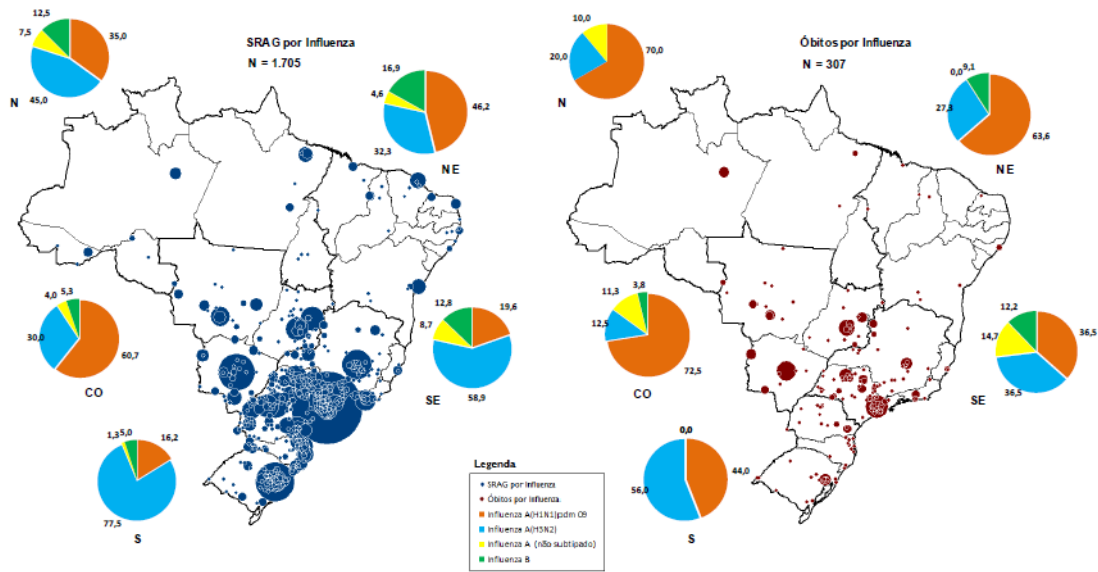 12,5
7,5
35,0
45,0
N
SRAG por Influenza
N = 1.705
16,9
4,6
46,2
32,3
NE
4,0
5,3
30,0
60,7
CO
12,8
8,7
19,6
58,9
SE
1,3
5,0
16,2
77,5
S
10,0
20,0
70,0
N
Óbitos por Influenza
N = 307
0,0
9,1
27,3
63,6
NE
11,3
3,8
12,5
72,5
CO
12,2
14,7
36,5
36,5
SE
0,0
56,0
44,0
S
Legenda
SRAG por Influenza
Óbitos por Influenza.
Influenza A(H1N1)pdm 09
Influenza A(H3N2)
Influenza A (não subtipado)
Influenza B